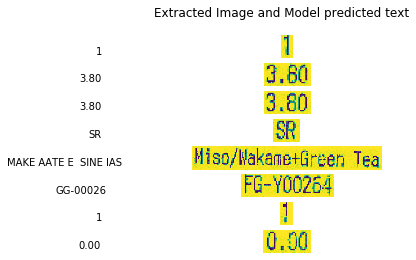 Extracted Image and Model predicted text
1 1
3.80 3.80
3.80 3.80
SR SR
MAKE AATE E SINE IAS Miso/Wakame+Green Tea
GG-00026 FG-Y00264
1 1
0.00 0.00